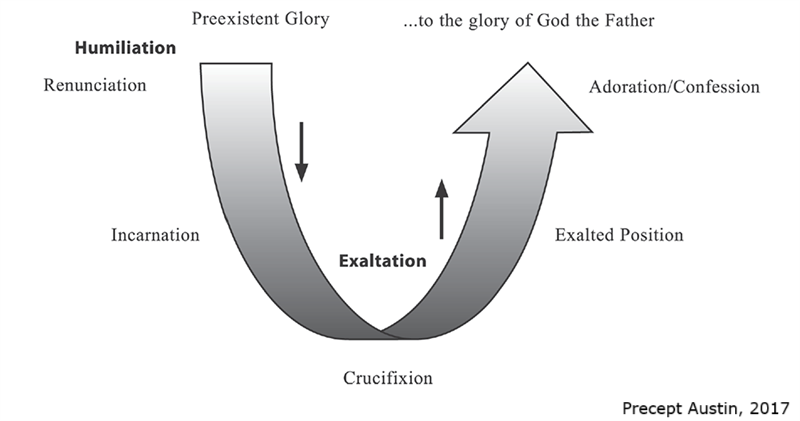 Preexistent Glory
...to the glory of God the Father
Humiliation
Renunciation
Adoration/Confession
Incarnation
Exalted Position
Exaltation
Crucifixion
Precept Austin, 2017